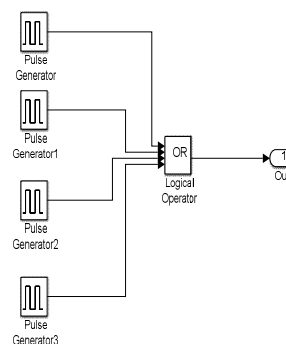 Pulse
Generator
Pulse
Generator1
OR
1
Logical
Operator
Pulse
Generator2
Pulse
Generator3